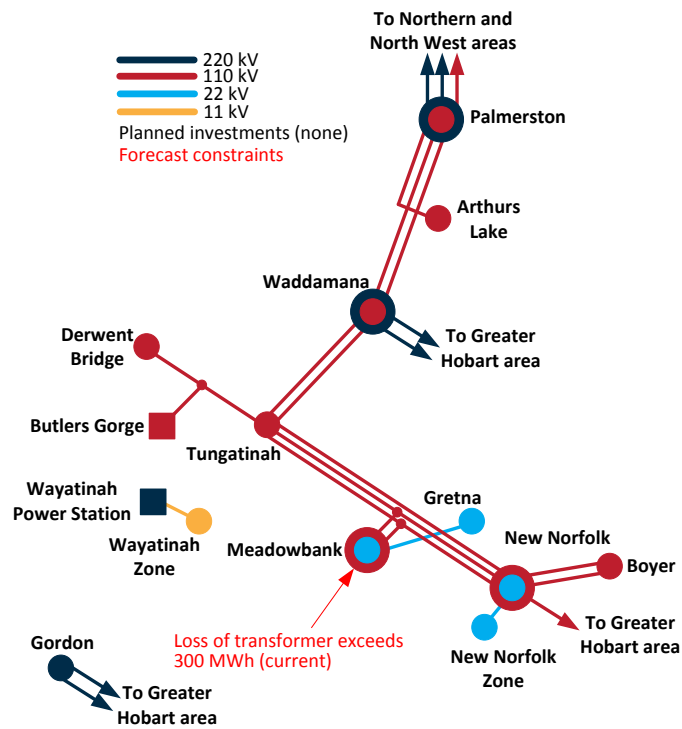 To Northern and
North West areas
220 kV
110 kV
22 kV
11 kV
Planned investments (none)
Forecast constraints
Palmerston
Arthurs
Lake
Waddamana
To Greater
Hobart area
Derwent
Bridge
Butlers Gorge
Tungatinah
Wayatinah
Power Station
Wayatinah
Zone
Gretna
Meadowbank
New Norfolk
Boyer
Loss of transformer exceeds
300 MWh (current)
To Greater
Hobart area
New Norfolk
Zone
Gordon
To Greater
Hobart area